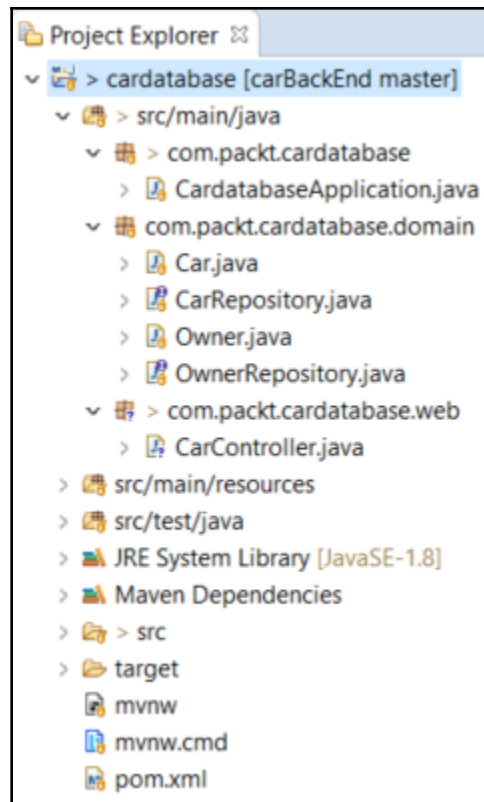 Project Explorer
> cardatabase [carBackEnd master]
> src/main/java
> com.packt.cardatabase
CardatabaseApplication.java
com.packt.cardatabase.domain
Car.java
CarRepository.java
Owner.java
OwnerRepository.java
> com.packt.cardatabase.web
CarController.java
src/main/resources
src/test/java
JRE System Library [JavaSE-1.8]
Maven Dependencies
> src
target
mvnw
mvnw.cmd
pom.xml